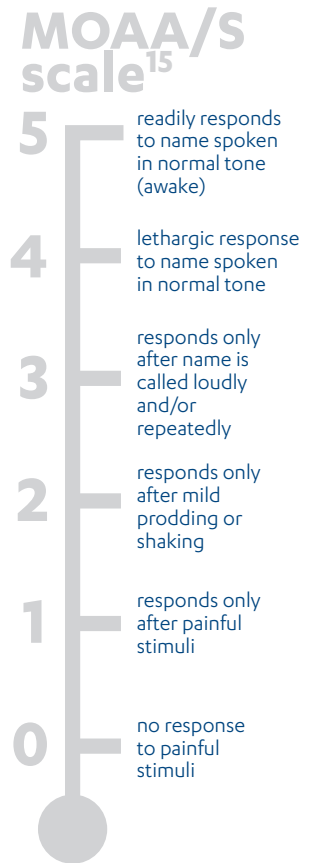 MOAA/S
scale15
5
readily responds
to name spoken
in normal tone
(awake)
4
lethargic response
to name spoken
in normal tone
3
responds only
after name is
called loudly
and/or
repeatedly
2
responds only
after mild
prodding or
shaking
1
responds only
after painful
stimuli
0
no response
to painful
stimuli